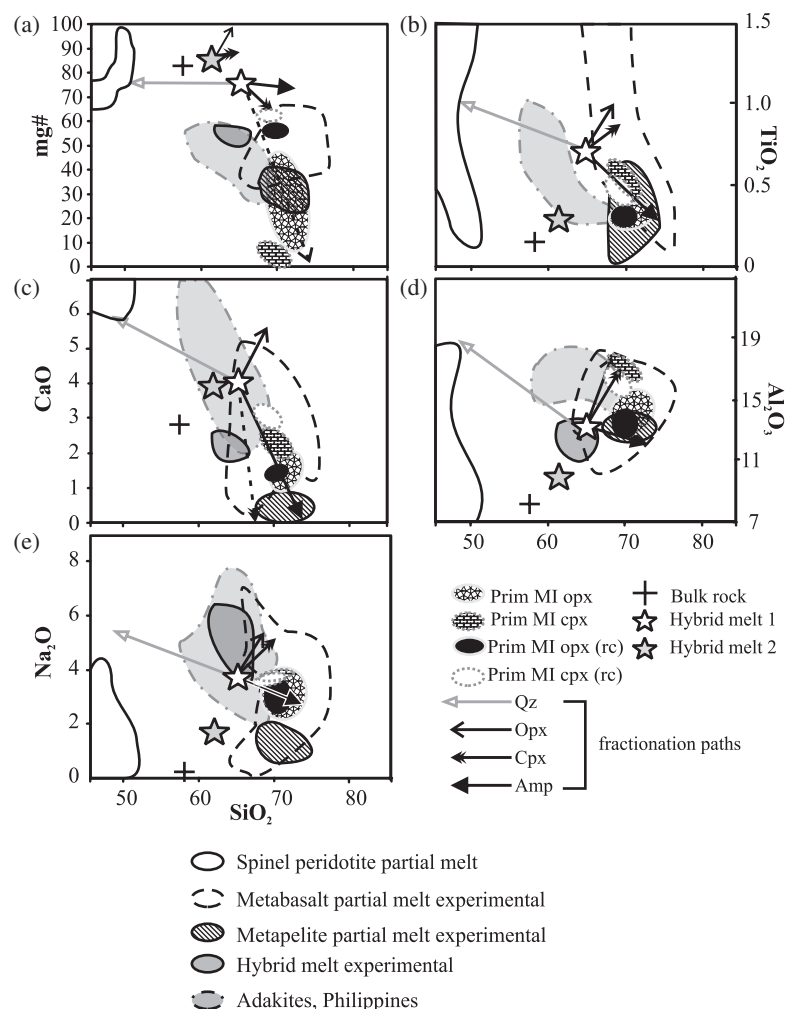 (a)
100
90
80
70
60
50
40
30
20
10
0
mg#
50
60
70
80
(b)
1.5
1.0
0.5
0
TiO₂
(c)
6
5
4
3
2
1
0
CaO
(d)
19
15
11
7
Al₂O₃
50
60
70
80
(e)
8
6
4
2
0
Na₂O
50
60
70
80
SiO₂
Prim MI opx
Prim MI cpx
Prim MI opx (rc)
Prim MI cpx (rc)
Bulk rock
Hybrid melt 1
Hybrid melt 2
Qz
Opx
Cpx
Amp
fractionation paths
Spinel peridotite partial melt
Metabasalt partial melt experimental
Metapelite partial melt experimental
Hybrid melt experimental
Adakites, Philippines